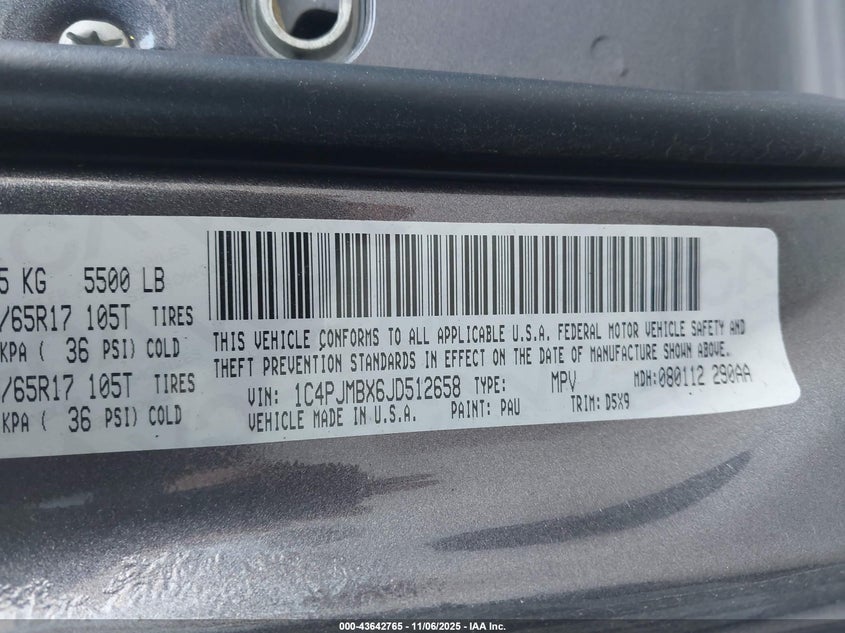 5 KG 5500 LB
/65R17 105T TIRES
KPA ( 36 PSI) COLD
/65R17 105T TIRES
KPA ( 36 PSI) COLD
THIS VEHICLE CONFORMS TO ALL APPLICABLE U.S.A. FEDERAL MOTOR VEHICLE SAFETY AND
THEFT PREVENTION STANDARDS IN EFFECT ON THE DATE OF MANUFACTURE SHOWN ABOVE.
VIN: 1C4PJMBX6JD512658 TYPE: MPV MDH:080112 290AA
VEHICLE MADE IN U.S.A. PAINT: PAU TRIM: D5X9
000-43642765 - 11/06/2025 - IAA Inc.